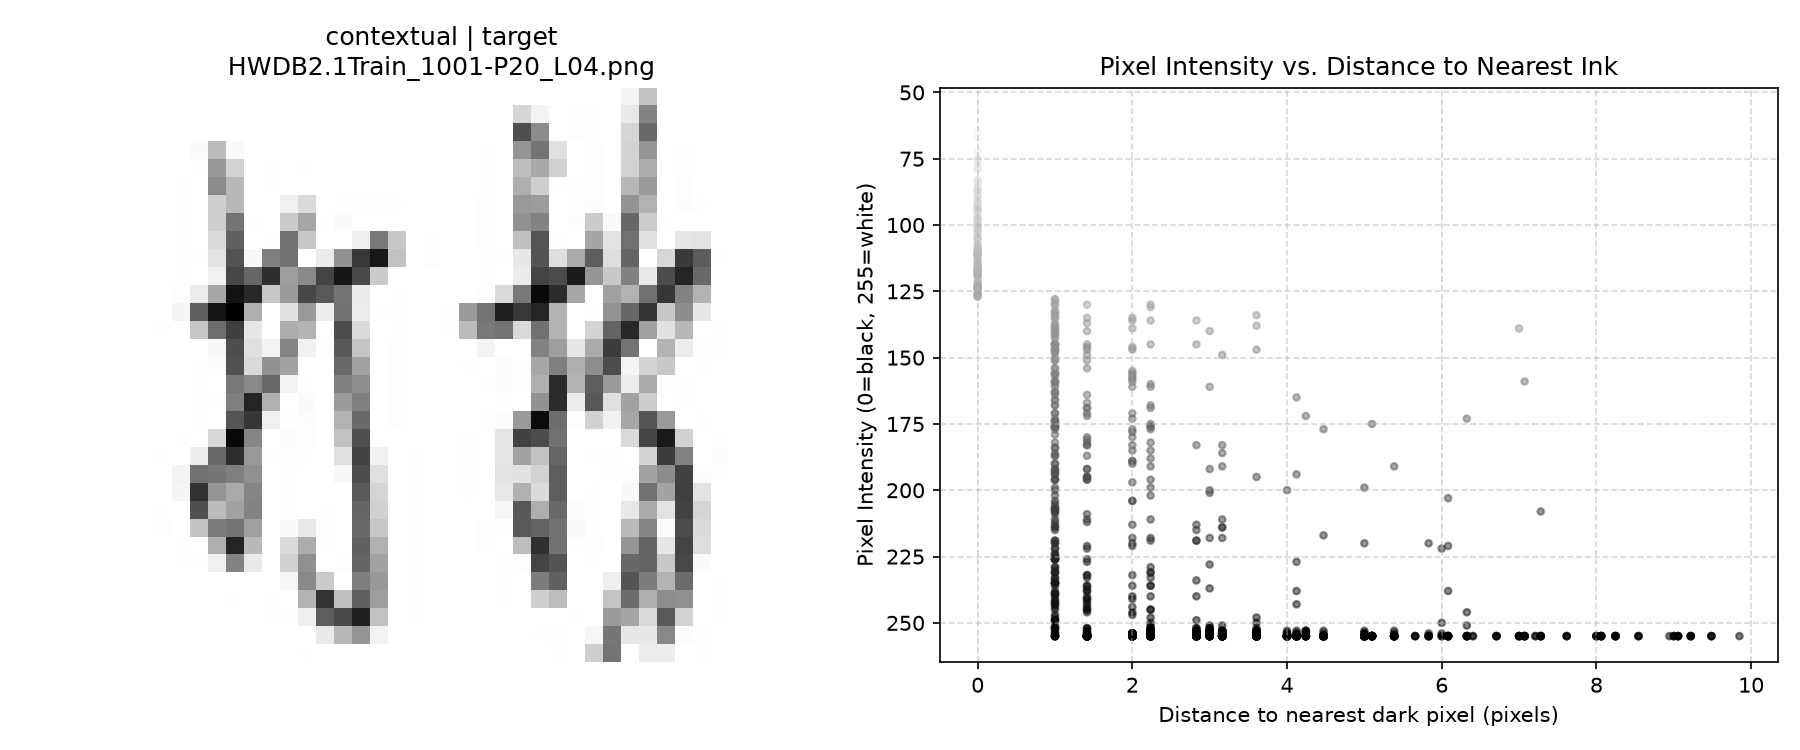 contextual | target
HWDB2.1Train_1001-P20_L04.png
Pixel Intensity vs. Distance to Nearest Ink
Pixel Intensity (0=black, 255=white)
50
75
100
125
150
175
200
225
250
0 2 4 6 8 10
Distance to nearest dark pixel (pixels)